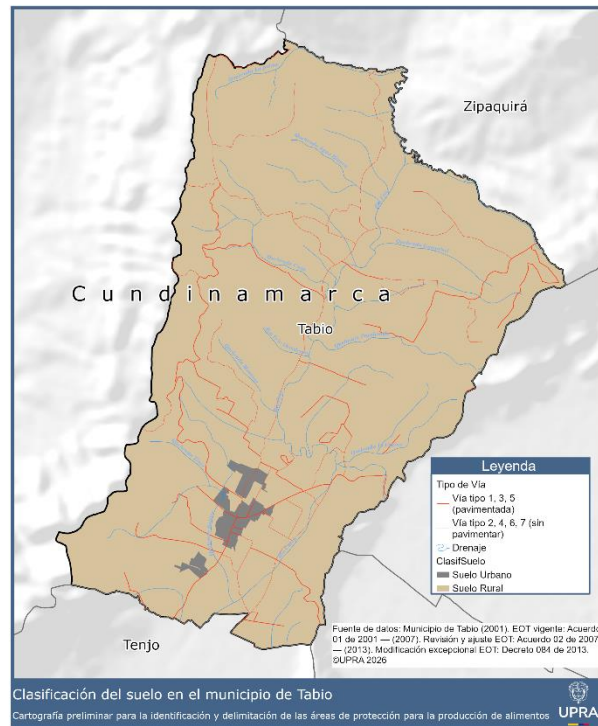 Zipaquirá
Cundinamarca
Tabio
Tenjo
Leyenda
Tipo de Vía
Vía tipo 1, 3, 5
(pavimentada)
Vía tipo 2, 4, 6, 7 (sin
pavimentar)
Drenaje
ClasifSuelo
Suelo Urbano
Suelo Rural
Fuente de datos: Municipio de Tabio (2001). EOT vigente: Acuerdo
01 de 2001 — (2007). Revisión y ajuste EOT: Acuerdo 02 de 2007
— (2013). Modificación excepcional EOT: Decreto 084 de 2013.
©UPRA 2026
Clasificación del suelo en el municipio de Tabio
Cartografía preliminar para la identificación y delimitación de las áreas de protección para la producción de alimentos
UPRA